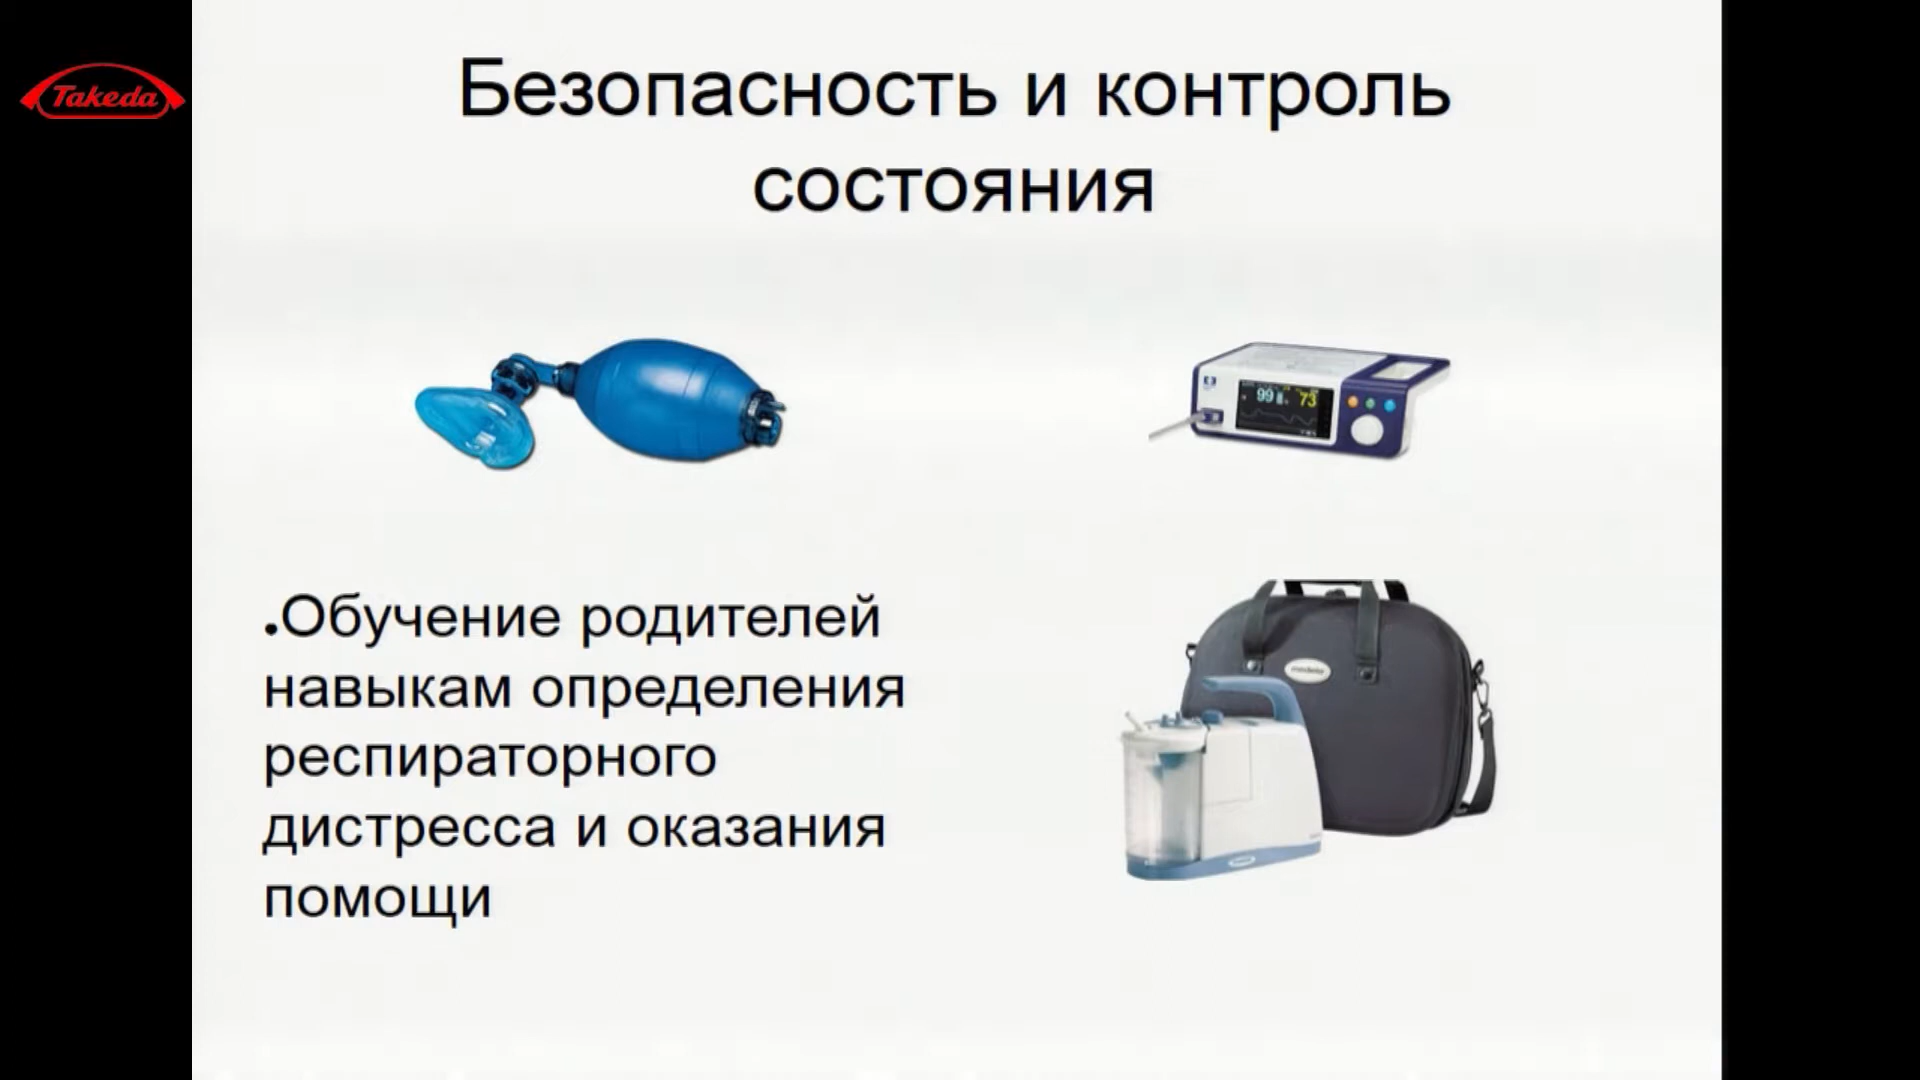 Takeda
Безопасность и контроль
состояния
99 73
•Обучение родителей
навыкам определения
респираторного
дистресса и оказания
помощи